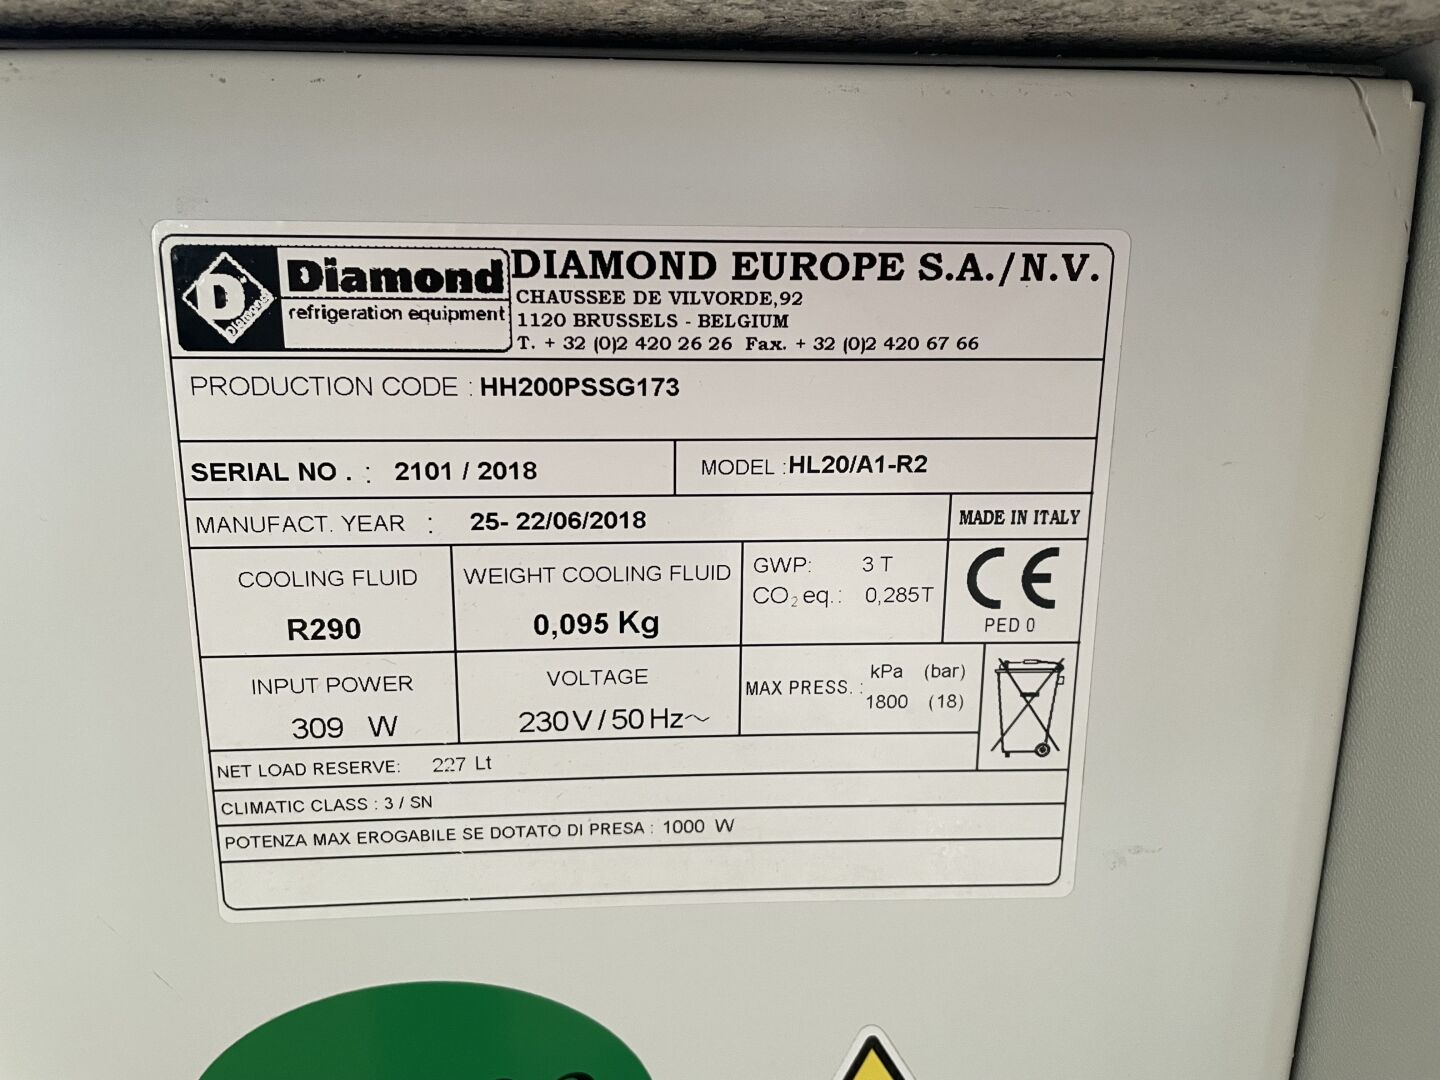 D
Diamond
Diamond
refrigeration equipment
DIAMOND EUROPE S.A./N.V.
CHAUSSEE DE VILVORDE,92
1120 BRUSSELS - BELGIUM
T. + 32 (0)2 420 26 26 Fax. + 32 (0)2 420 67 66
PRODUCTION CODE : HH200PSSG173
SERIAL NO . : 2101 / 2018
MODEL : HL20/A1-R2
MANUFACT. YEAR : 25- 22/06/2018
MADE IN ITALY
COOLING FLUID
R290
WEIGHT COOLING FLUID
0,095 Kg
GWP: 3 T
CO₂ eq.: 0,285T
CE
PED 0
INPUT POWER
309 W
VOLTAGE
230V/50Hz~
MAX PRESS. :
kPa (bar)
1800 (18)
NET LOAD RESERVE: 227 Lt
CLIMATIC CLASS : 3 / SN
POTENZA MAX EROGABILE SE DOTATO DI PRESA : 1000 W